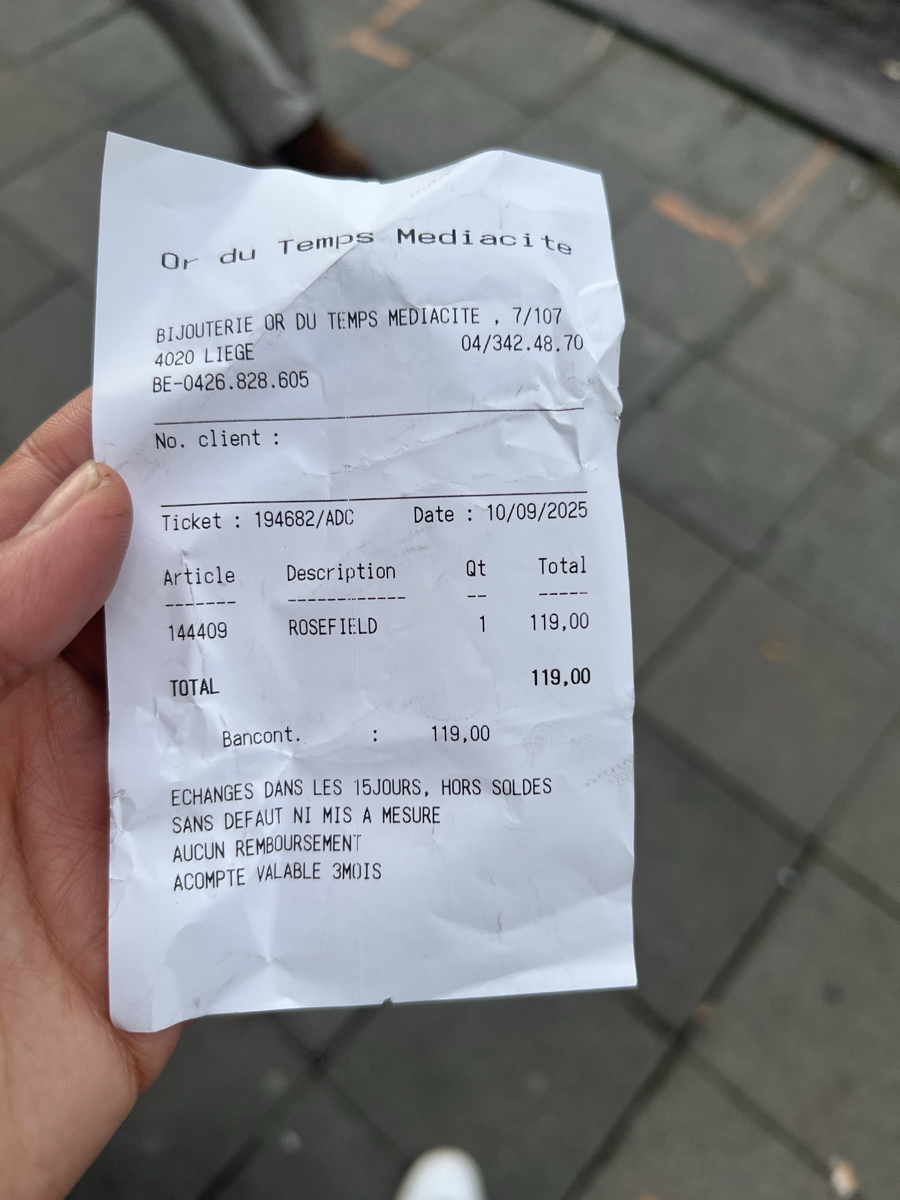 Or du Temps Mediacite
BIJOUTERIE OR DU TEMPS MEDIACITE , 7/107
4020 LIEGE 04/342.48.70
BE-0426.828.605
No. client :
Ticket : 194682/ADC Date : 10/09/2025
Article Description Qt Total
------- ------------ -- -----
144409 ROSEFIELD 1 119,00
TOTAL 119,00
Bancont. : 119,00
ECHANGES DANS LES 15JOURS, HORS SOLDES
SANS DEFAUT NI MIS A MESURE
AUCUN REMBOURSEMENT
ACOMPTE VALABLE 3MOIS